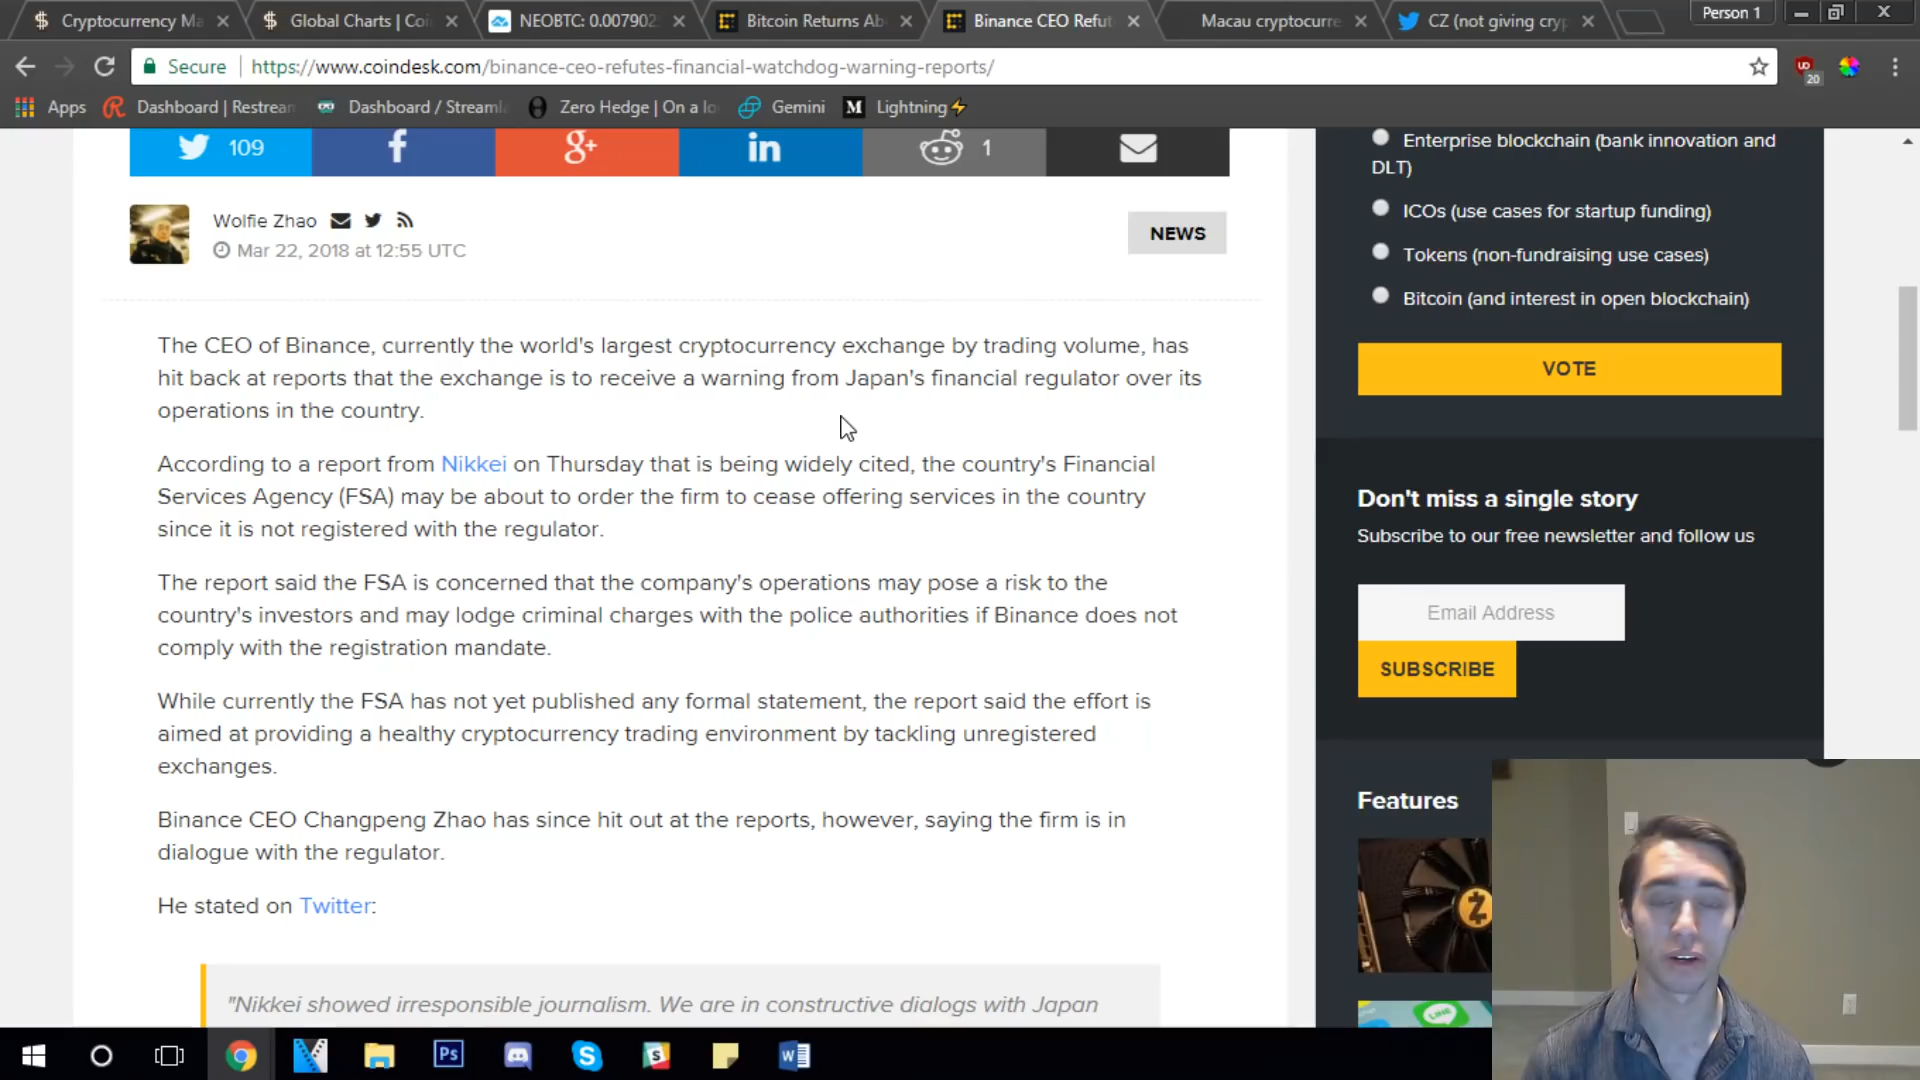 Cryptocurrency Ma
Global Charts | Coi
NEOBTC: 0.007902
Bitcoin Returns Ab
Binance CEO Refut
Macau cryptocurre
CZ (not giving cryp
Person 1
Secure
https://www.coindesk.com/binance-ceo-refutes-financial-watchdog-warning-reports/
20
Apps
Dashboard | Restrean
Dashboard / Streamla
Zero Hedge | On a lo
Gemini
M
Lightning⚡
109
f
g+
in
1
Wolfie Zhao
Mar 22, 2018 at 12:55 UTC
NEWS
The CEO of Binance, currently the world's largest cryptocurrency exchange by trading volume, has
hit back at reports that the exchange is to receive a warning from Japan's financial regulator over its
operations in the country.
According to a report from Nikkei on Thursday that is being widely cited, the country's Financial
Services Agency (FSA) may be about to order the firm to cease offering services in the country
since it is not registered with the regulator.
The report said the FSA is concerned that the company's operations may pose a risk to the
country's investors and may lodge criminal charges with the police authorities if Binance does not
comply with the registration mandate.
While currently the FSA has not yet published any formal statement, the report said the effort is
aimed at providing a healthy cryptocurrency trading environment by tackling unregistered
exchanges.
Binance CEO Changpeng Zhao has since hit out at the reports, however, saying the firm is in
dialogue with the regulator.
He stated on Twitter:
"Nikkei showed irresponsible journalism. We are in constructive dialogs with Japan
Enterprise blockchain (bank innovation and
DLT)
ICOs (use cases for startup funding)
Tokens (non-fundraising use cases)
Bitcoin (and interest in open blockchain)
VOTE
Don't miss a single story
Subscribe to our free newsletter and follow us
Email Address
SUBSCRIBE
Features
LINE
Ps